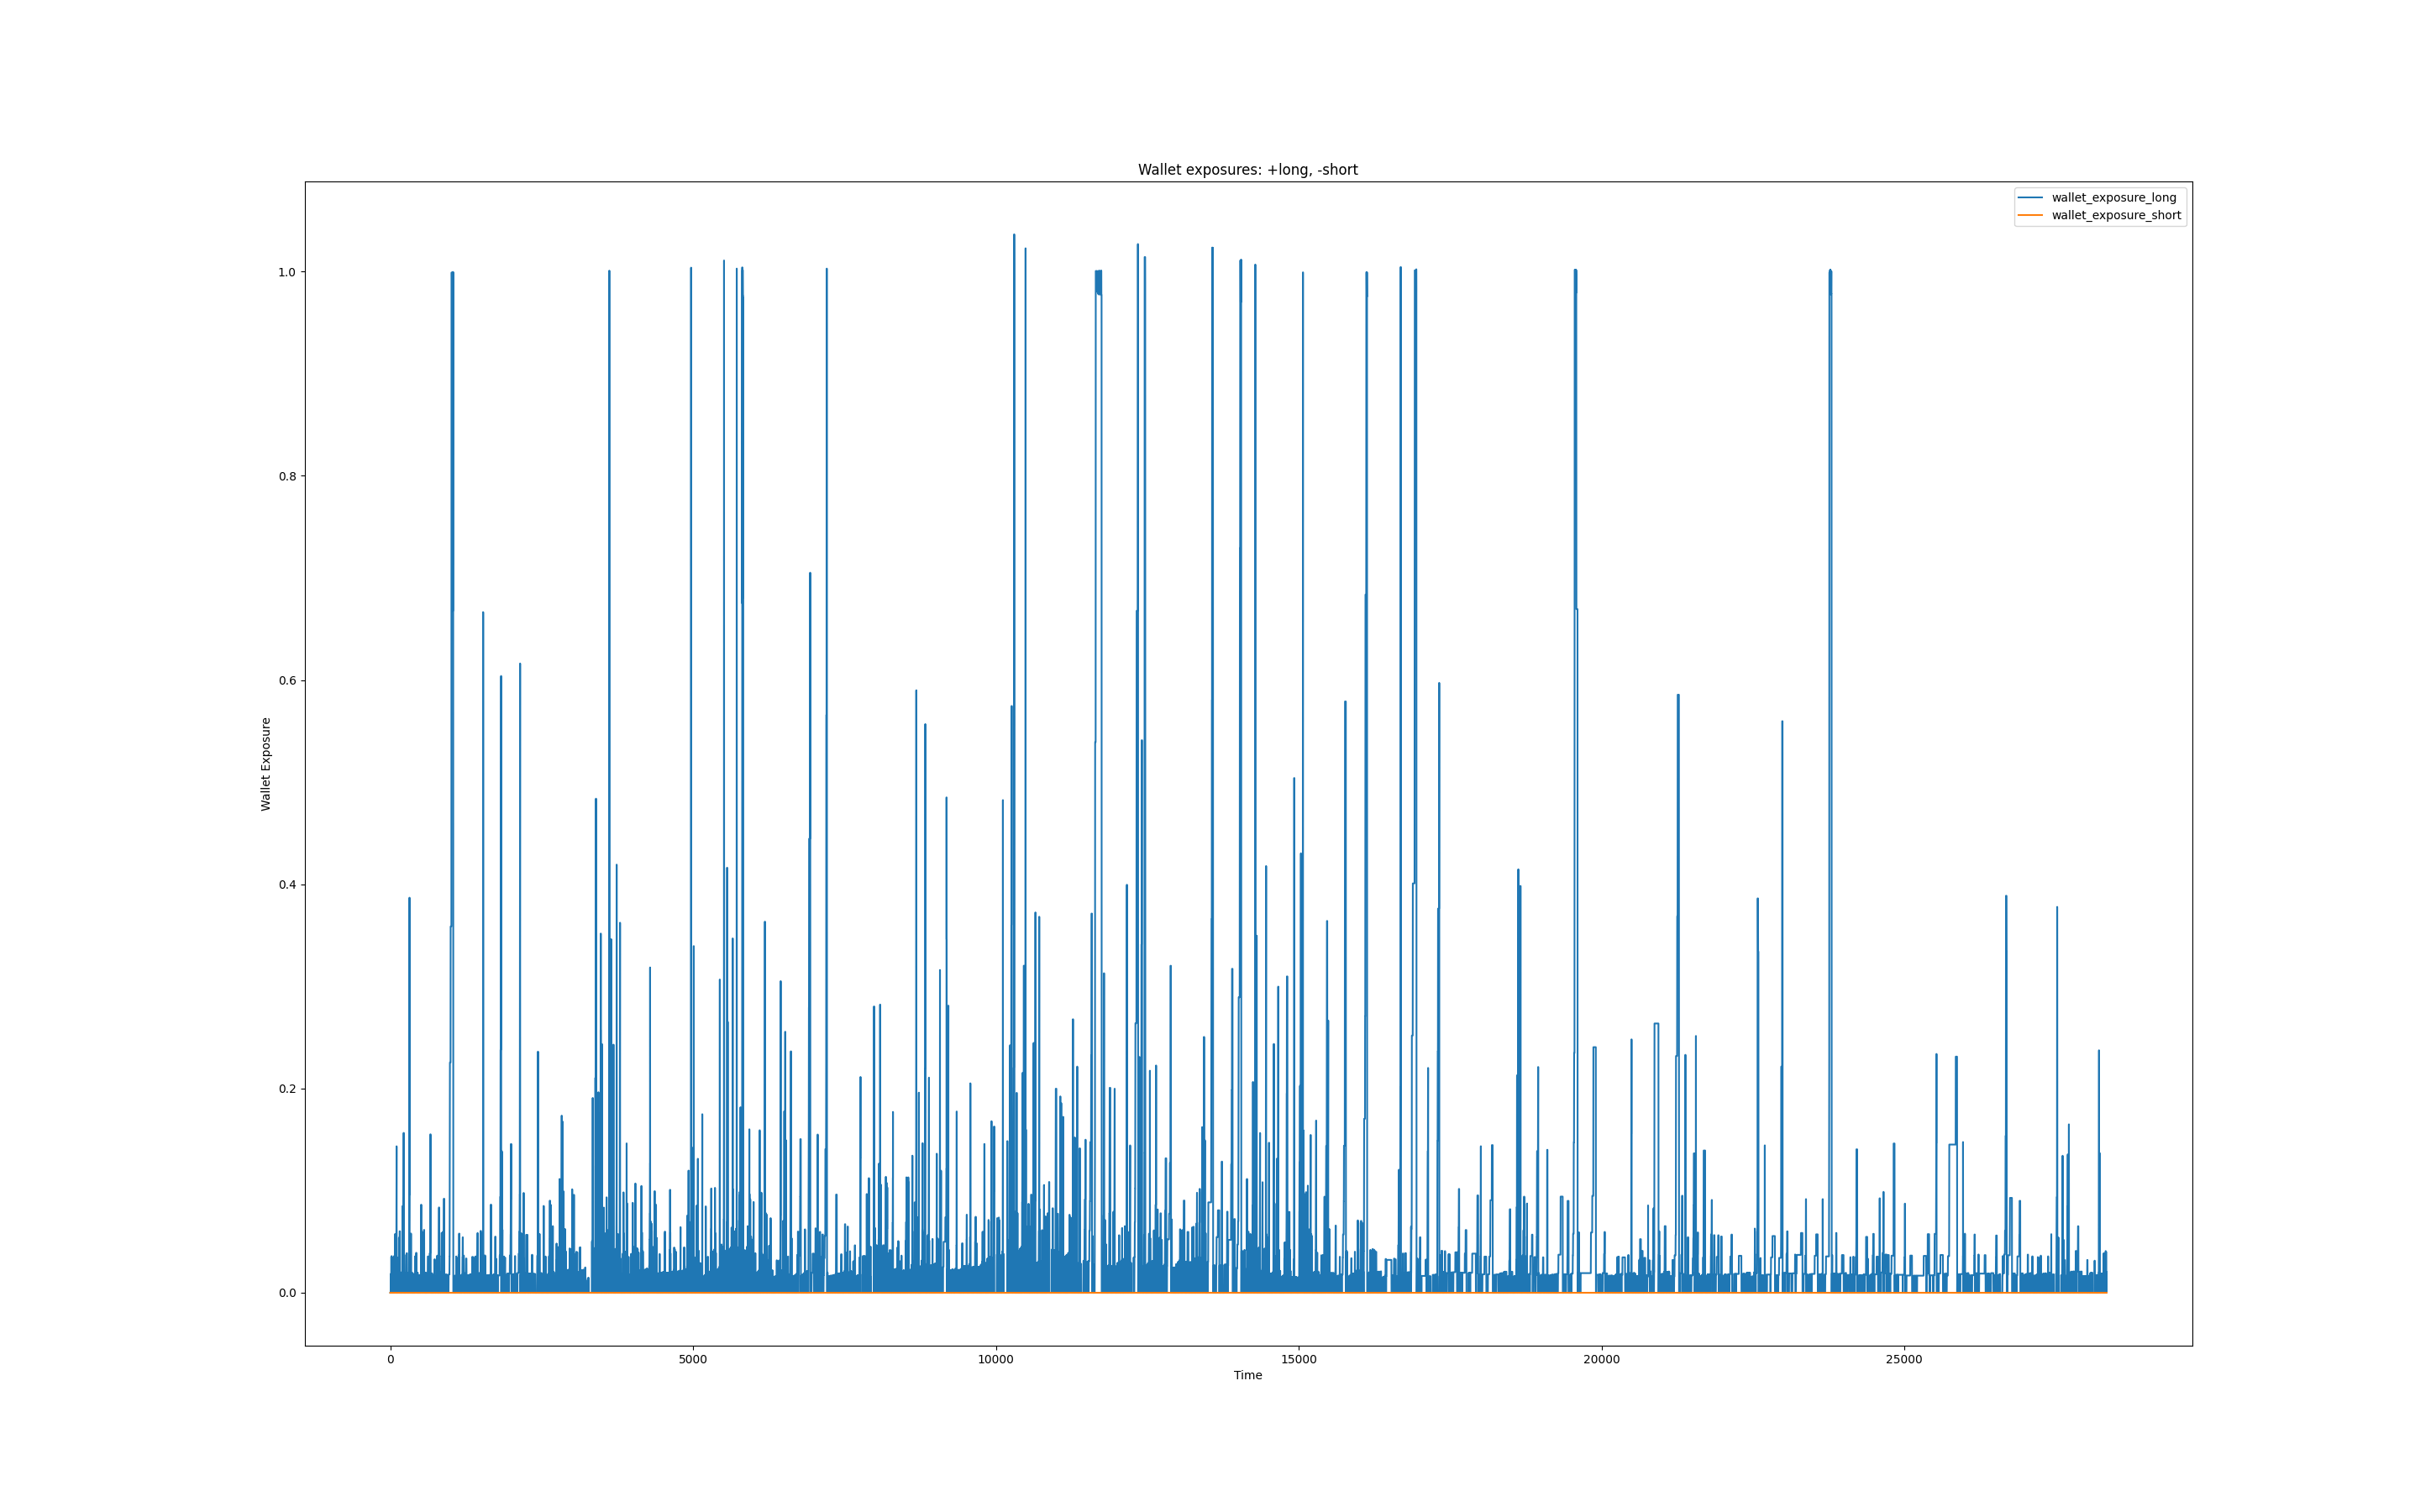 Wallet exposures: +long, -short
wallet_exposure_long
wallet_exposure_short
1.0
0.8
0.6
0.4
0.2
0.0
Wallet Exposure
0 5000 10000 15000 20000 25000
Time